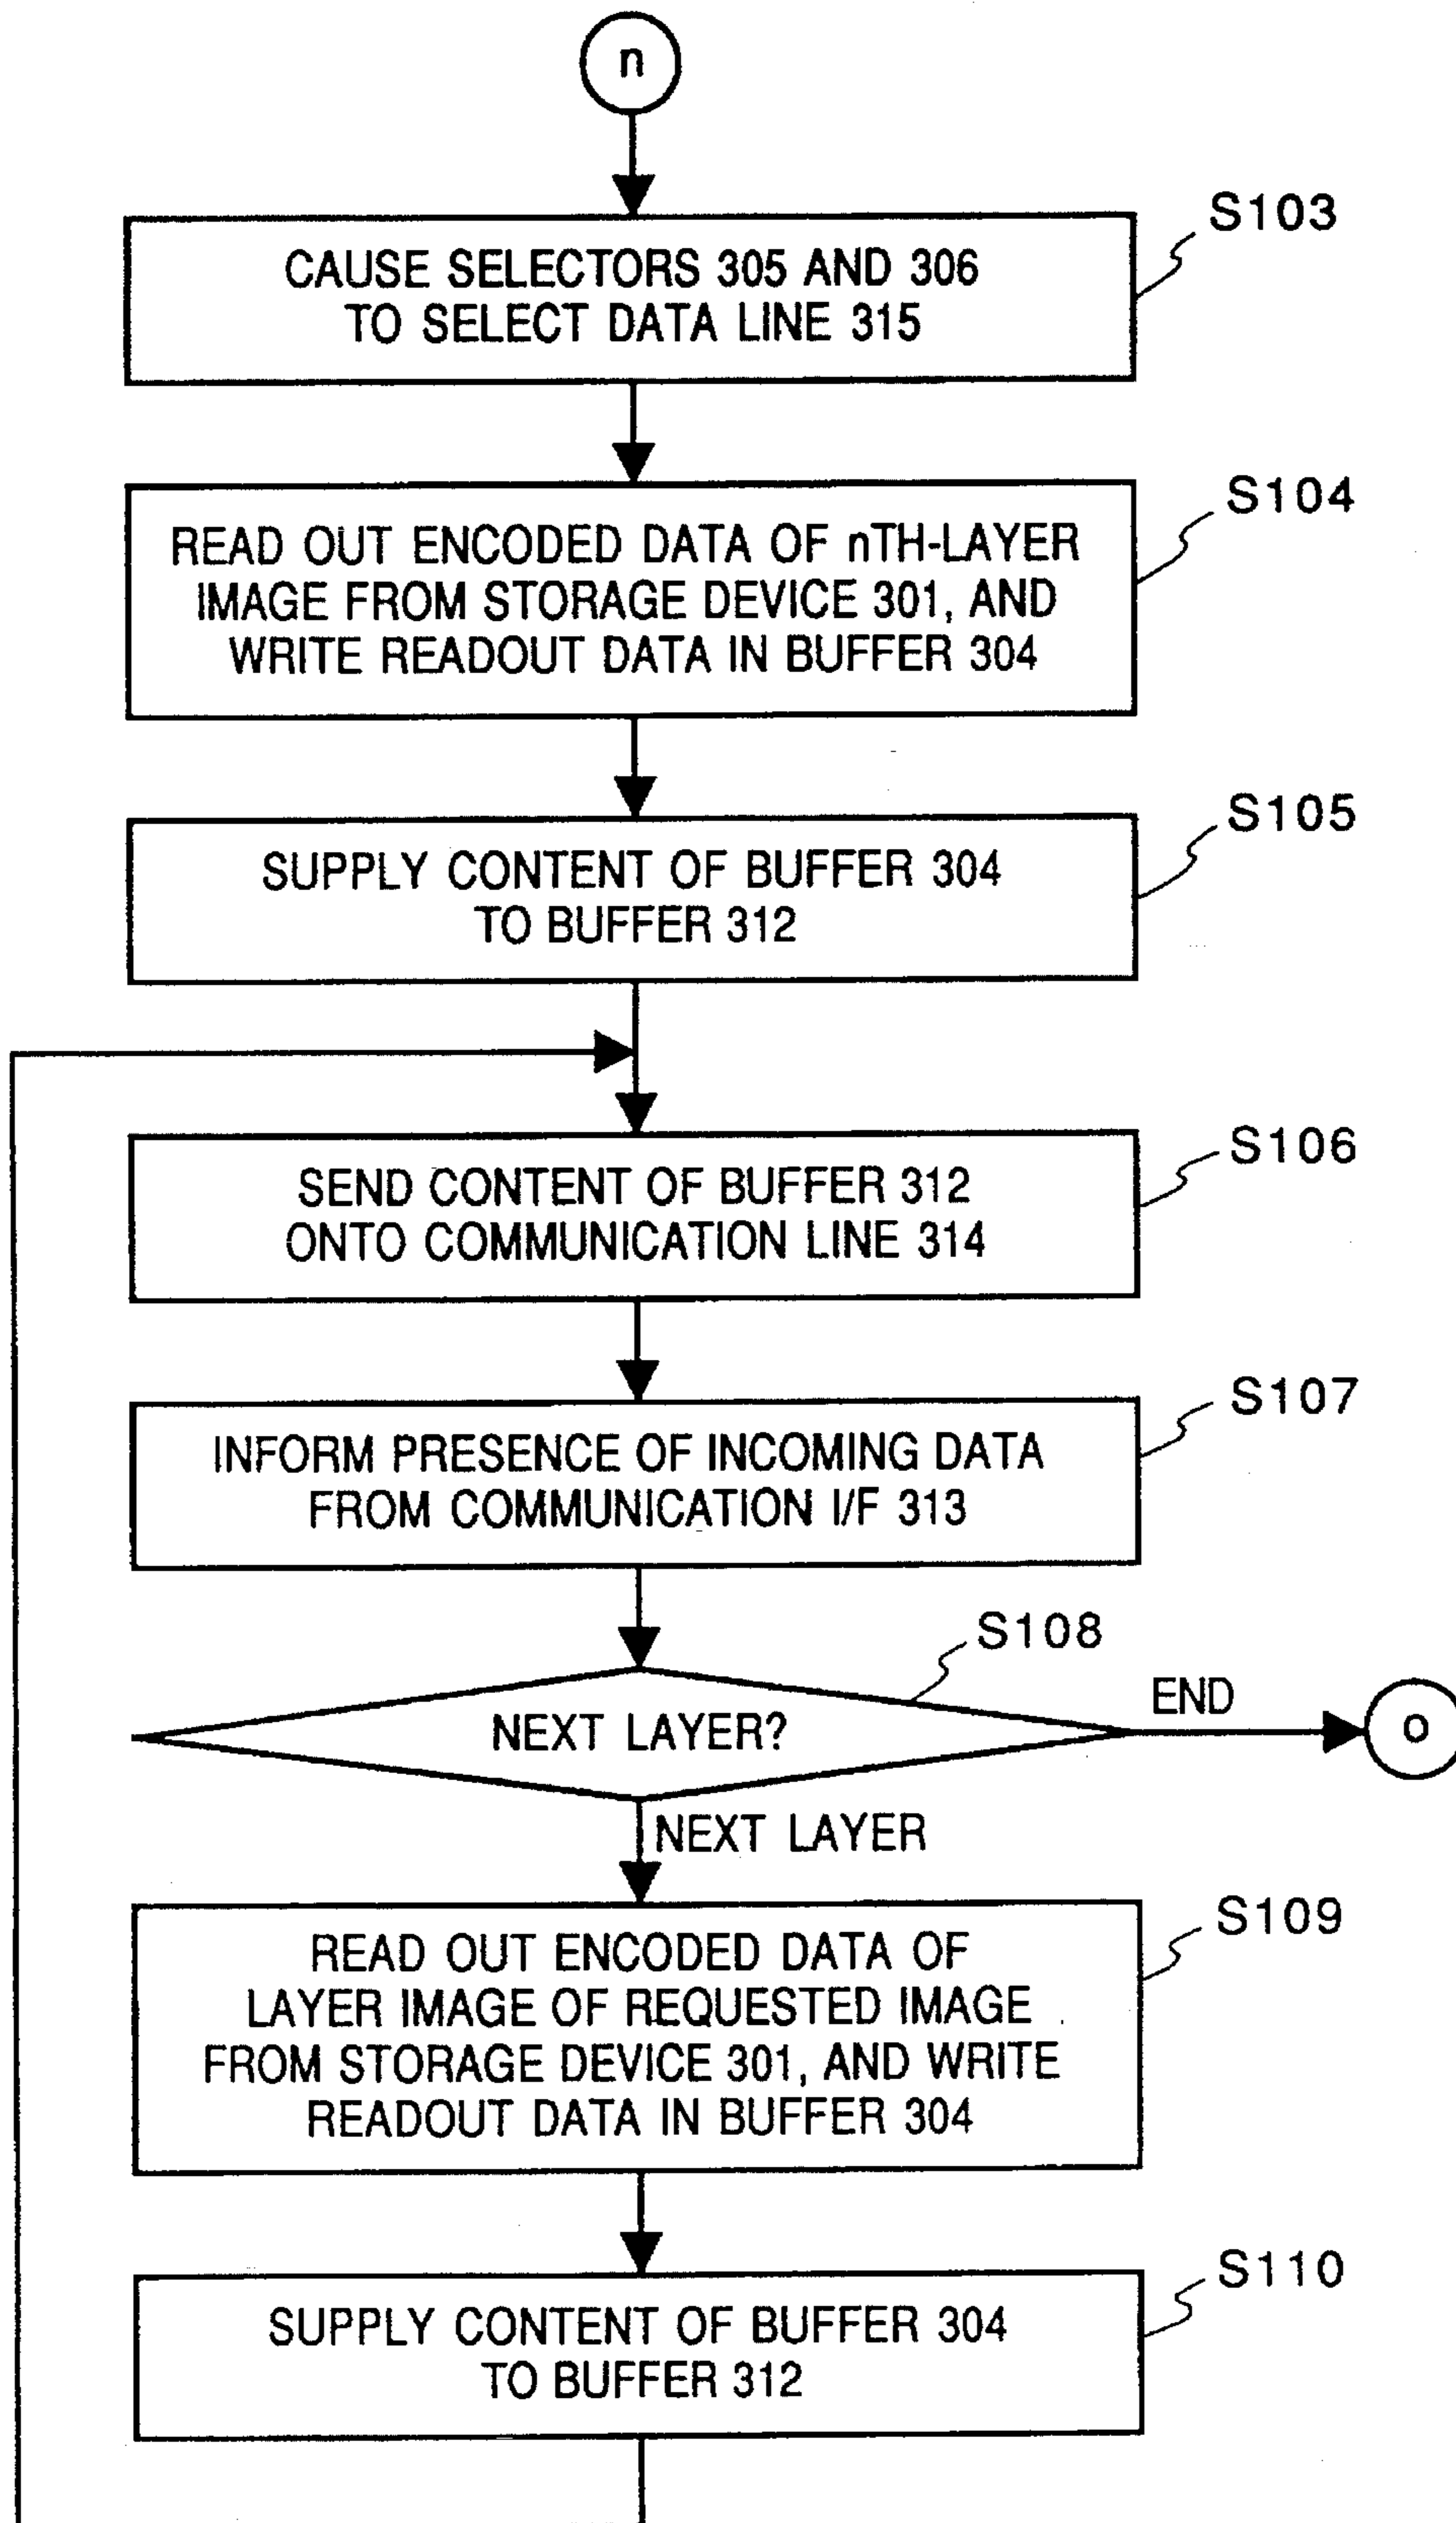 n
S103
CAUSE SELECTORS 305 AND 306
TO SELECT DATA LINE 315
S104
READ OUT ENCODED DATA OF nTH-LAYER
IMAGE FROM STORAGE DEVICE 301, AND
WRITE READOUT DATA IN BUFFER 304
S105
SUPPLY CONTENT OF BUFFER 304
TO BUFFER 312
S106
SEND CONTENT OF BUFFER 312
ONTO COMMUNICATION LINE 314
S107
INFORM PRESENCE OF INCOMING DATA
FROM COMMUNICATION I/F 313
S108
NEXT LAYER?
END
o
NEXT LAYER
S109
READ OUT ENCODED DATA OF
LAYER IMAGE OF REQUESTED IMAGE
FROM STORAGE DEVICE 301, AND WRITE
READOUT DATA IN BUFFER 304
S110
SUPPLY CONTENT OF BUFFER 304
TO BUFFER 312